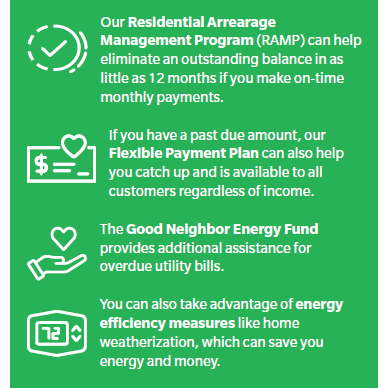 Our Residential Arrearage
Management Program (RAMP) can help
eliminate an outstanding balance in as
little as 12 months if you make on-time
monthly payments.
$
If you have a past due amount, our
Flexible Payment Plan can also help
you catch up and is available to all
customers regardless of income.
The Good Neighbor Energy Fund
provides additional assistance for
overdue utility bills.
72
You can also take advantage of energy
efficiency measures like home
weatherization, which can save you
energy and money.